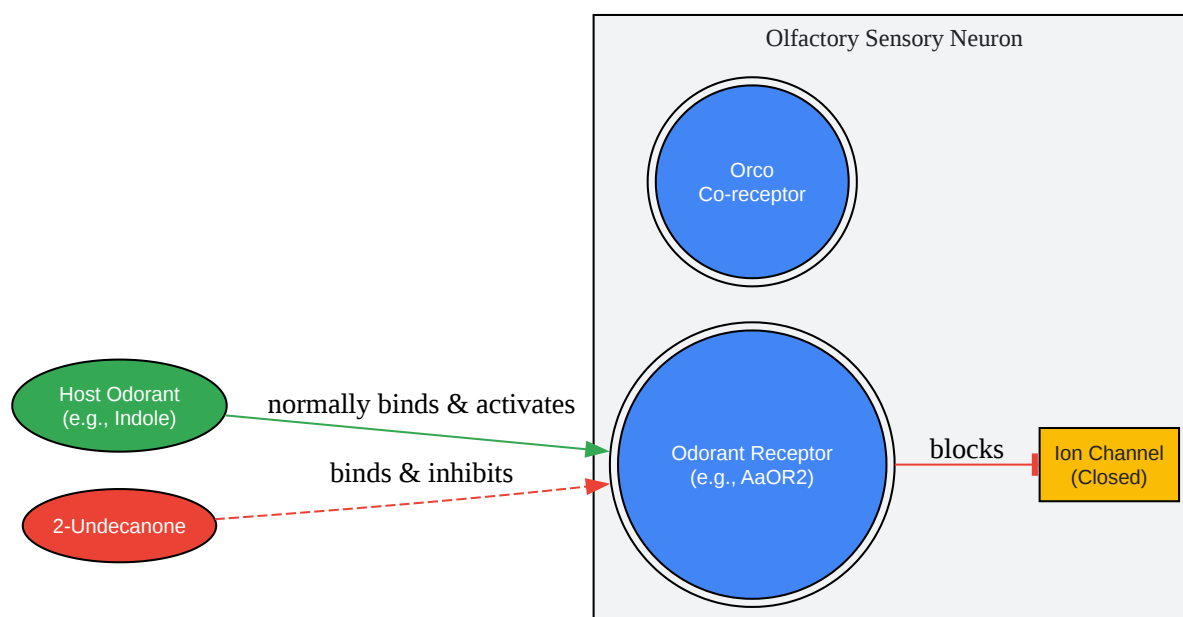 Olfactory Sensory Neuron
Orco
Co-receptor
Host Odorant
(e.g., Indole)
normally binds & activates
binds & inhibits
2-Undecanone
Odorant Receptor
(e.g., AaOR2)
blocks
Ion Channel
(Closed)